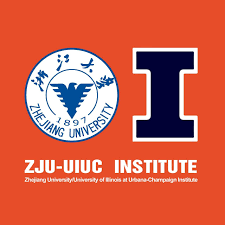 浙江大學
1897
ZHEJIANG UNIVERSITY
I
ZJU-UIUC INSTITUTE
Zhejiang University/University of Illinois at Urbana-Champaign Institute